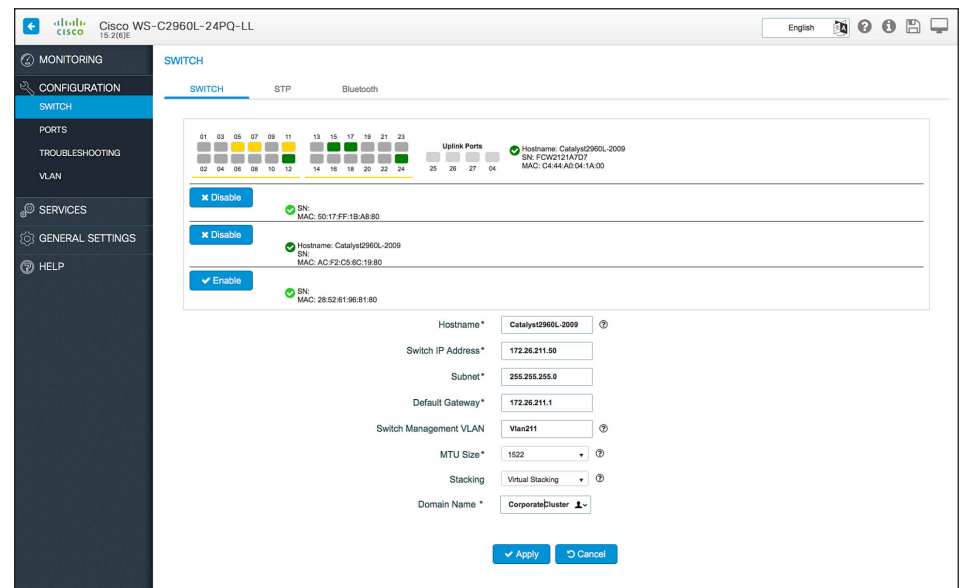 Cisco WS-C2960L-24PQ-LL
CISCO
15.2(6)E
English
MONITORING
CONFIGURATION
SWITCH
PORTS
TROUBLESHOOTING
VLAN
SERVICES
GENERAL SETTINGS
HELP
SWITCH
SWITCH STP Bluetooth
01 03 05 07 09 11 13 15 17 19 21 23
Uplink Ports
02 04 06 08 10 12 14 16 18 20 22 24 25 26 27 04
Hostname: Catalyst2960L-2009
SN: FCW2121A7D7
MAC: C4:44:A0:04:1A:00
Disable
SN:
MAC: 50:17:FF:1B:A8:80
Disable
Hostname: Catalyst2960L-2009
SN:
MAC: AC:F2:C5:6C:19:80
Enable
SN:
MAC: 28:52:61:96:81:80
Hostname* Catalyst2960L-2009
Switch IP Address* 172.26.211.50
Subnet* 255.255.255.0
Default Gateway* 172.26.211.1
Switch Management VLAN Vlan211
MTU Size* 1522
Stacking Virtual Stacking
Domain Name * CorporateCluster
Apply Cancel